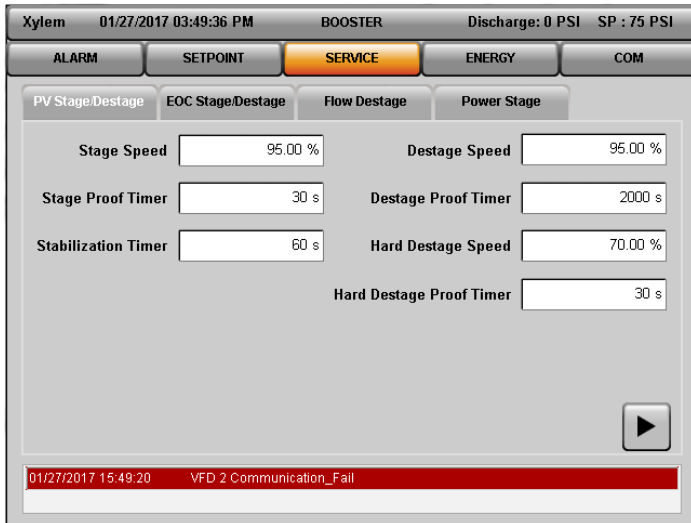 Xylem 01/27/2017 03:49:36 PM BOOSTER Discharge: 0 PSI SP : 75 PSI
ALARM SETPOINT SERVICE ENERGY COM
PV Stage/Destage EOC Stage/Destage Flow Destage Power Stage
Stage Speed 95.00 % Destage Speed 95.00 %
Stage Proof Timer 30 s Destage Proof Timer 2000 s
Stabilization Timer 60 s Hard Destage Speed 70.00 %
Hard Destage Proof Timer 30 s
01/27/2017 15:49:20 VFD 2 Communication_Fail